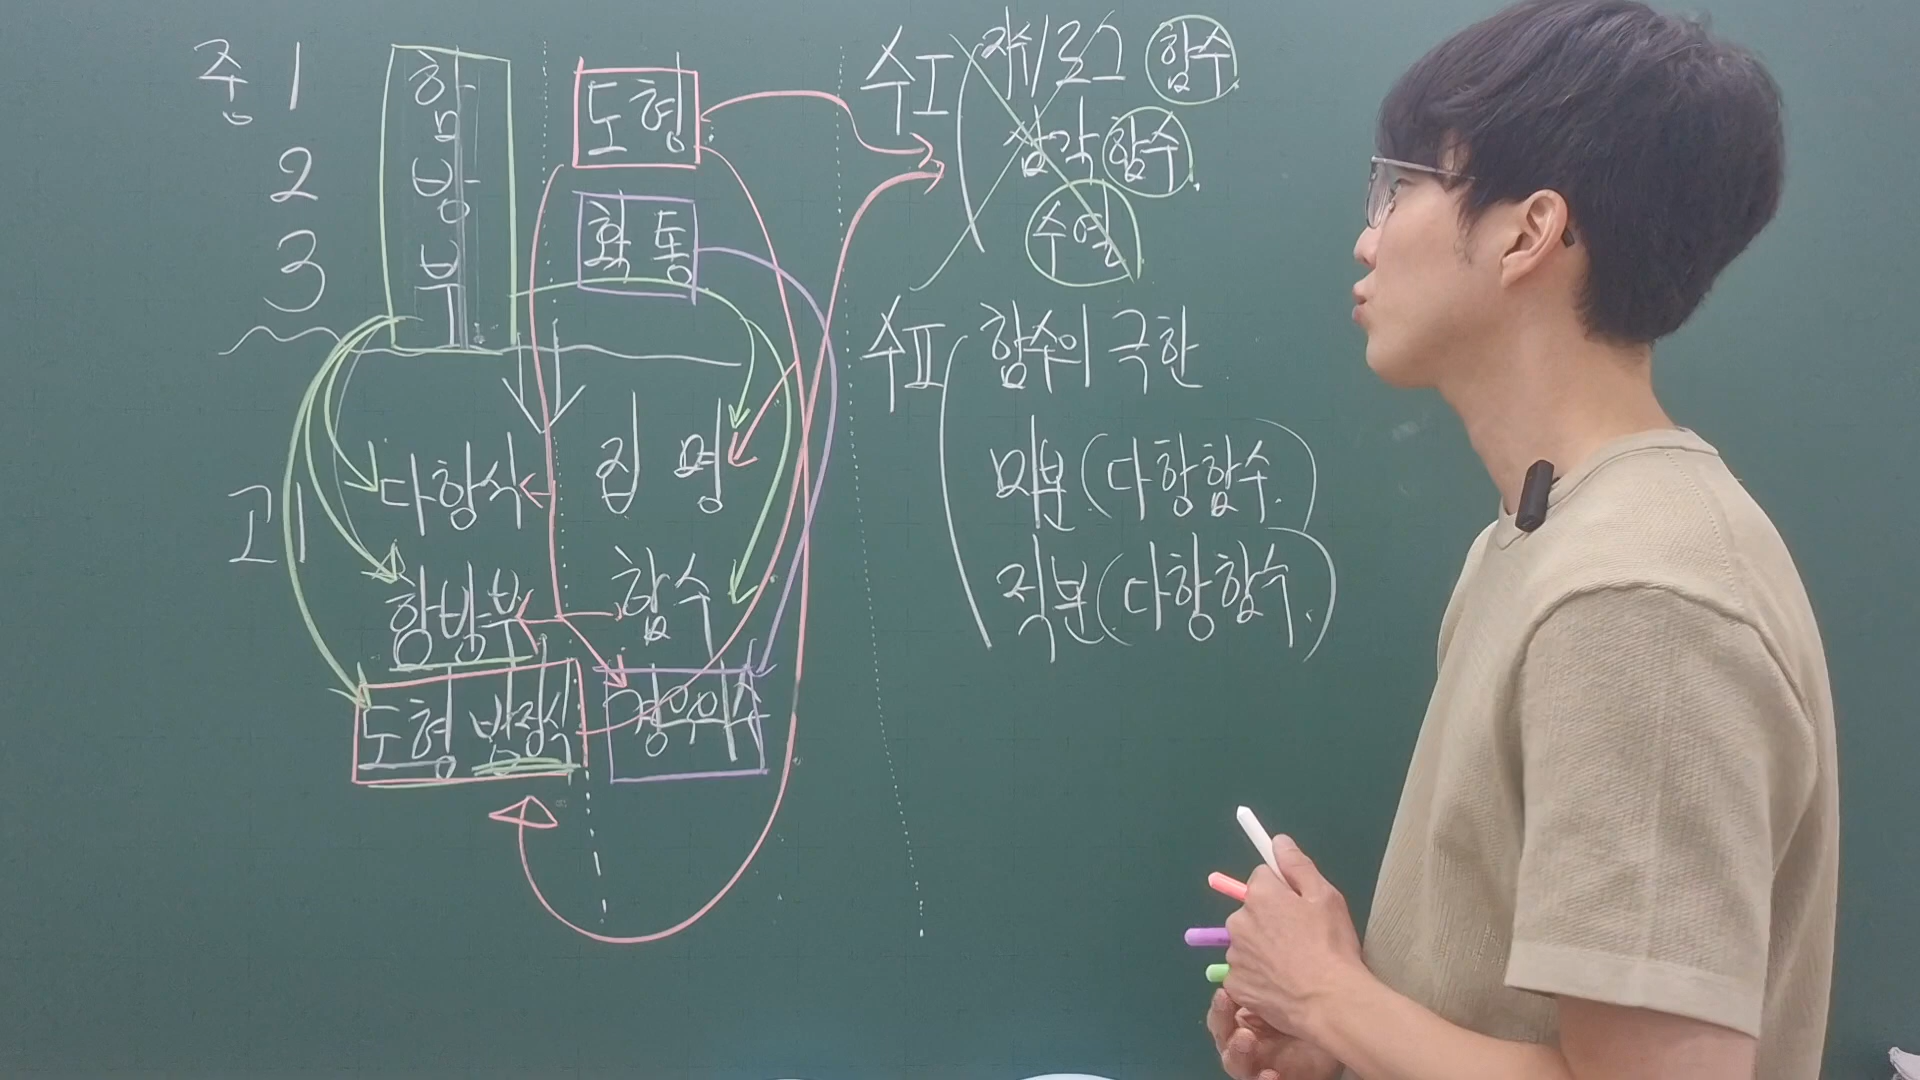 중 1
2
3
함
방
부
도형
확통
고1
다항식
집 명
항방부
함수
도형 방정식
경우의 수
수I
지수/로그 함수
삼각함수
수열
수II
함수의 극한
미분(다항함수)
적분(다항함수)